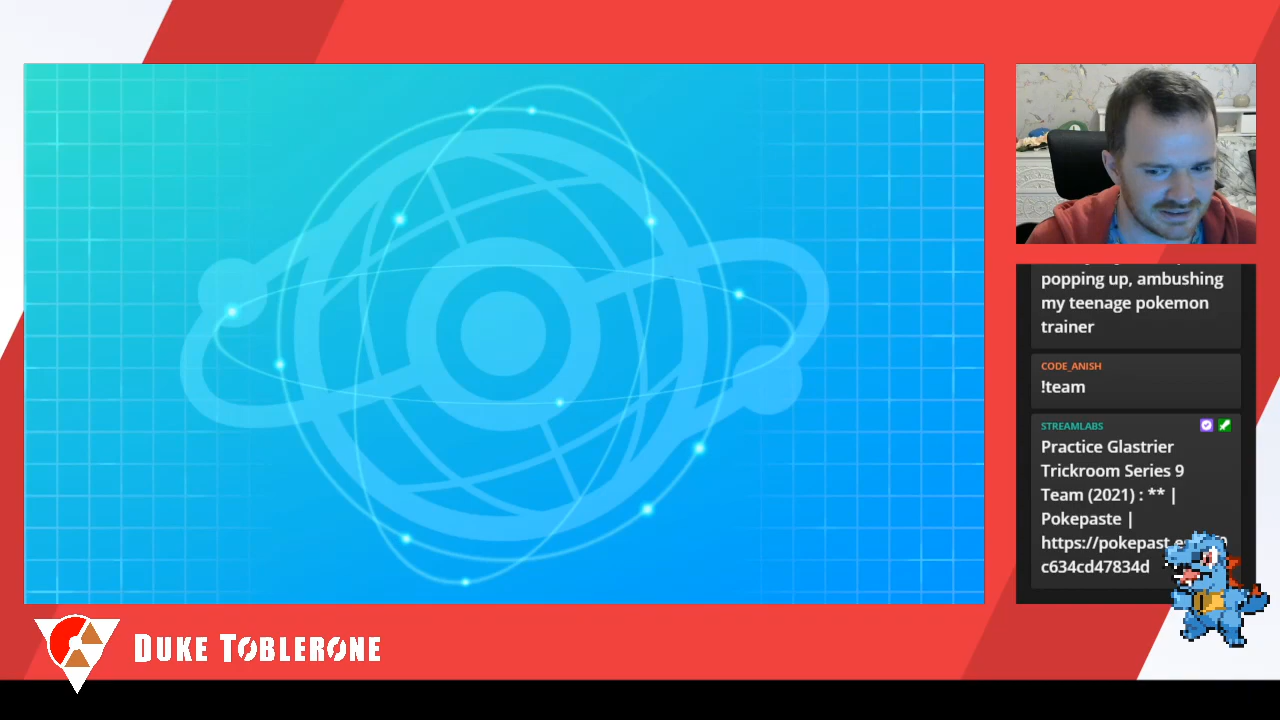 popping up, ambushing
my teenage pokemon
trainer
CODE_ANISH
!team
STREAMLABS
Practice Glastrier
Trickroom Series 9
Team (2021) : ** |
Pokepaste |
c634cd47834d
DUKE TOBLERONE